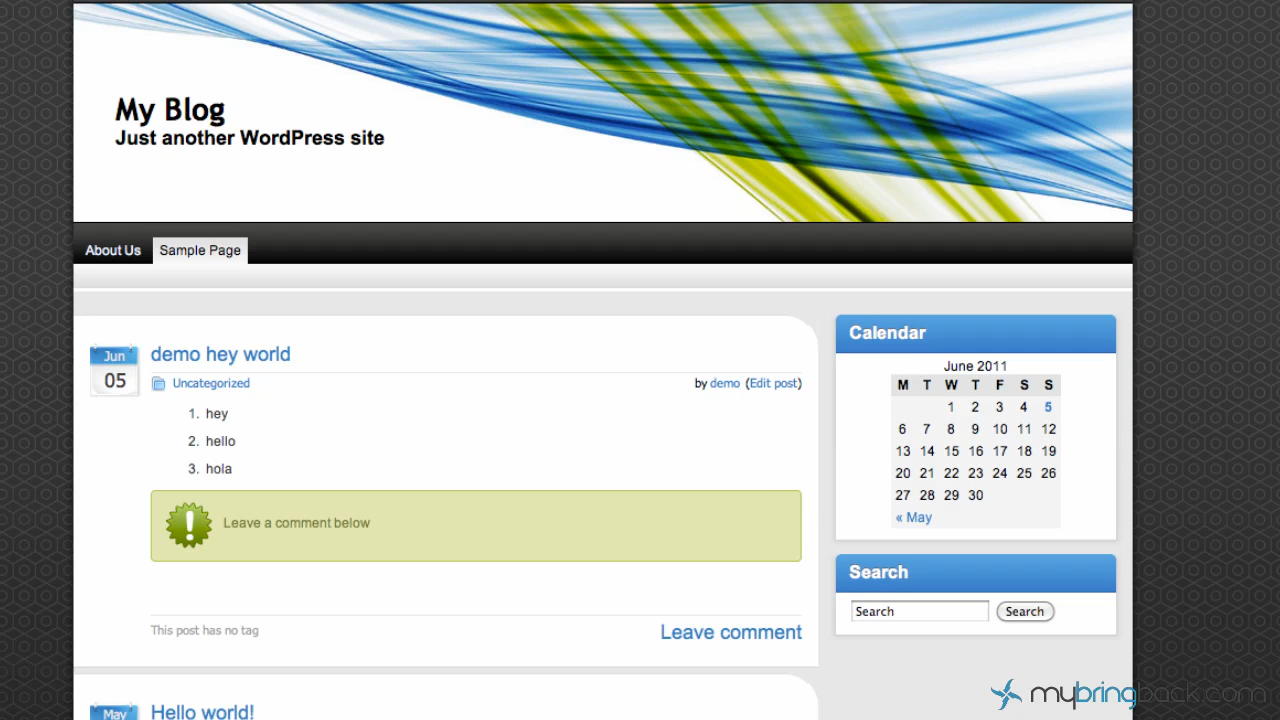 My Blog
Just another WordPress site
About Us Sample Page
Jun
05
demo hey world
Uncategorized
by demo (Edit post)
1. hey
2. hello
3. hola
Leave a comment below
This post has no tag
Leave comment
May
Hello world!
Calendar
June 2011
M T W T F S S
1 2 3 4 5
6 7 8 9 10 11 12
13 14 15 16 17 18 19
20 21 22 23 24 25 26
27 28 29 30
« May
Search
Search Search
mybringback.com